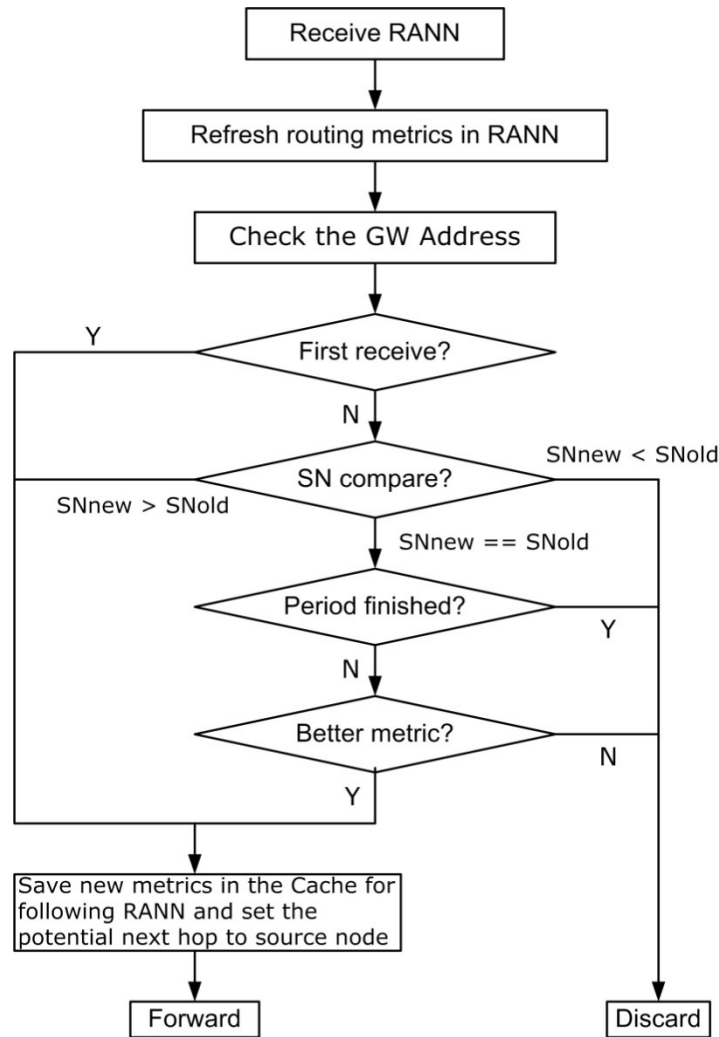 Receive RANN
Refresh routing metrics in RANN
Check the GW Address
Y
First receive?
N
SNnew < SNold
SN compare?
SNnew > SNold
SNnew == SNold
Period finished?
Y
N
Better metric?
N
Y
Save new metrics in the Cache for
following RANN and set the
potential next hop to source node
Forward
Discard